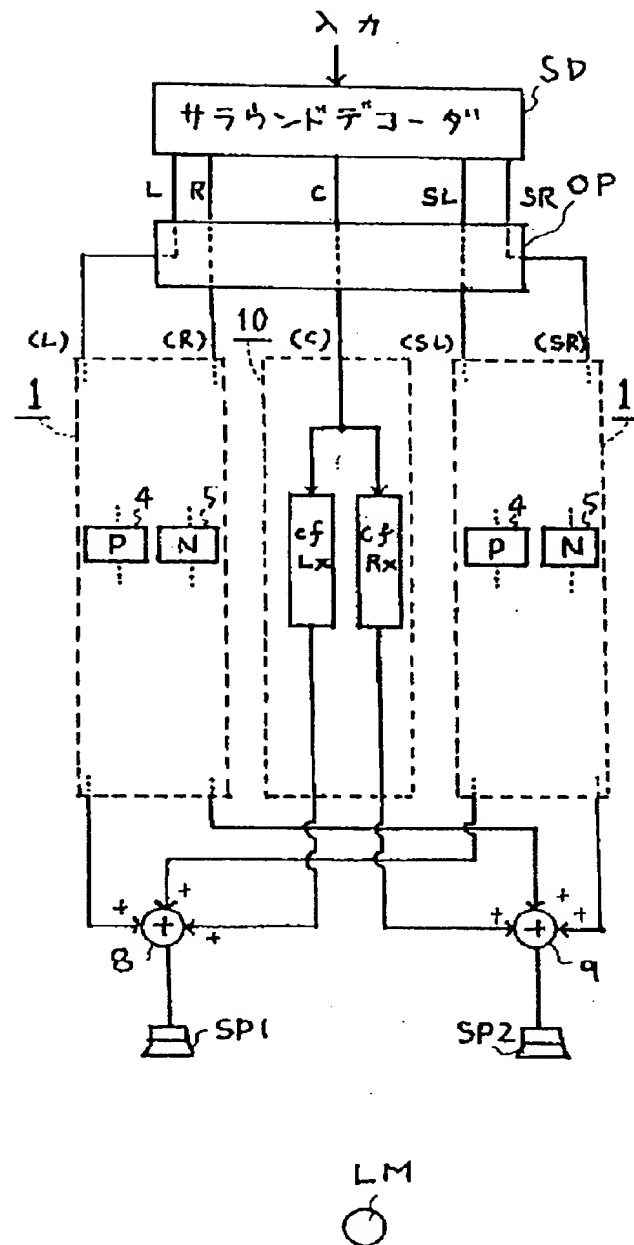 入力
SD
サラウンドデコーダ
L R C SL SR
OP
(L) (R) 10 (C) (SL) (SR)
1 1
4 5 4 5
P N P N
cf Lx
cf Rx
+ + + + + +
+ +
8 9
SP1 SP2
LM